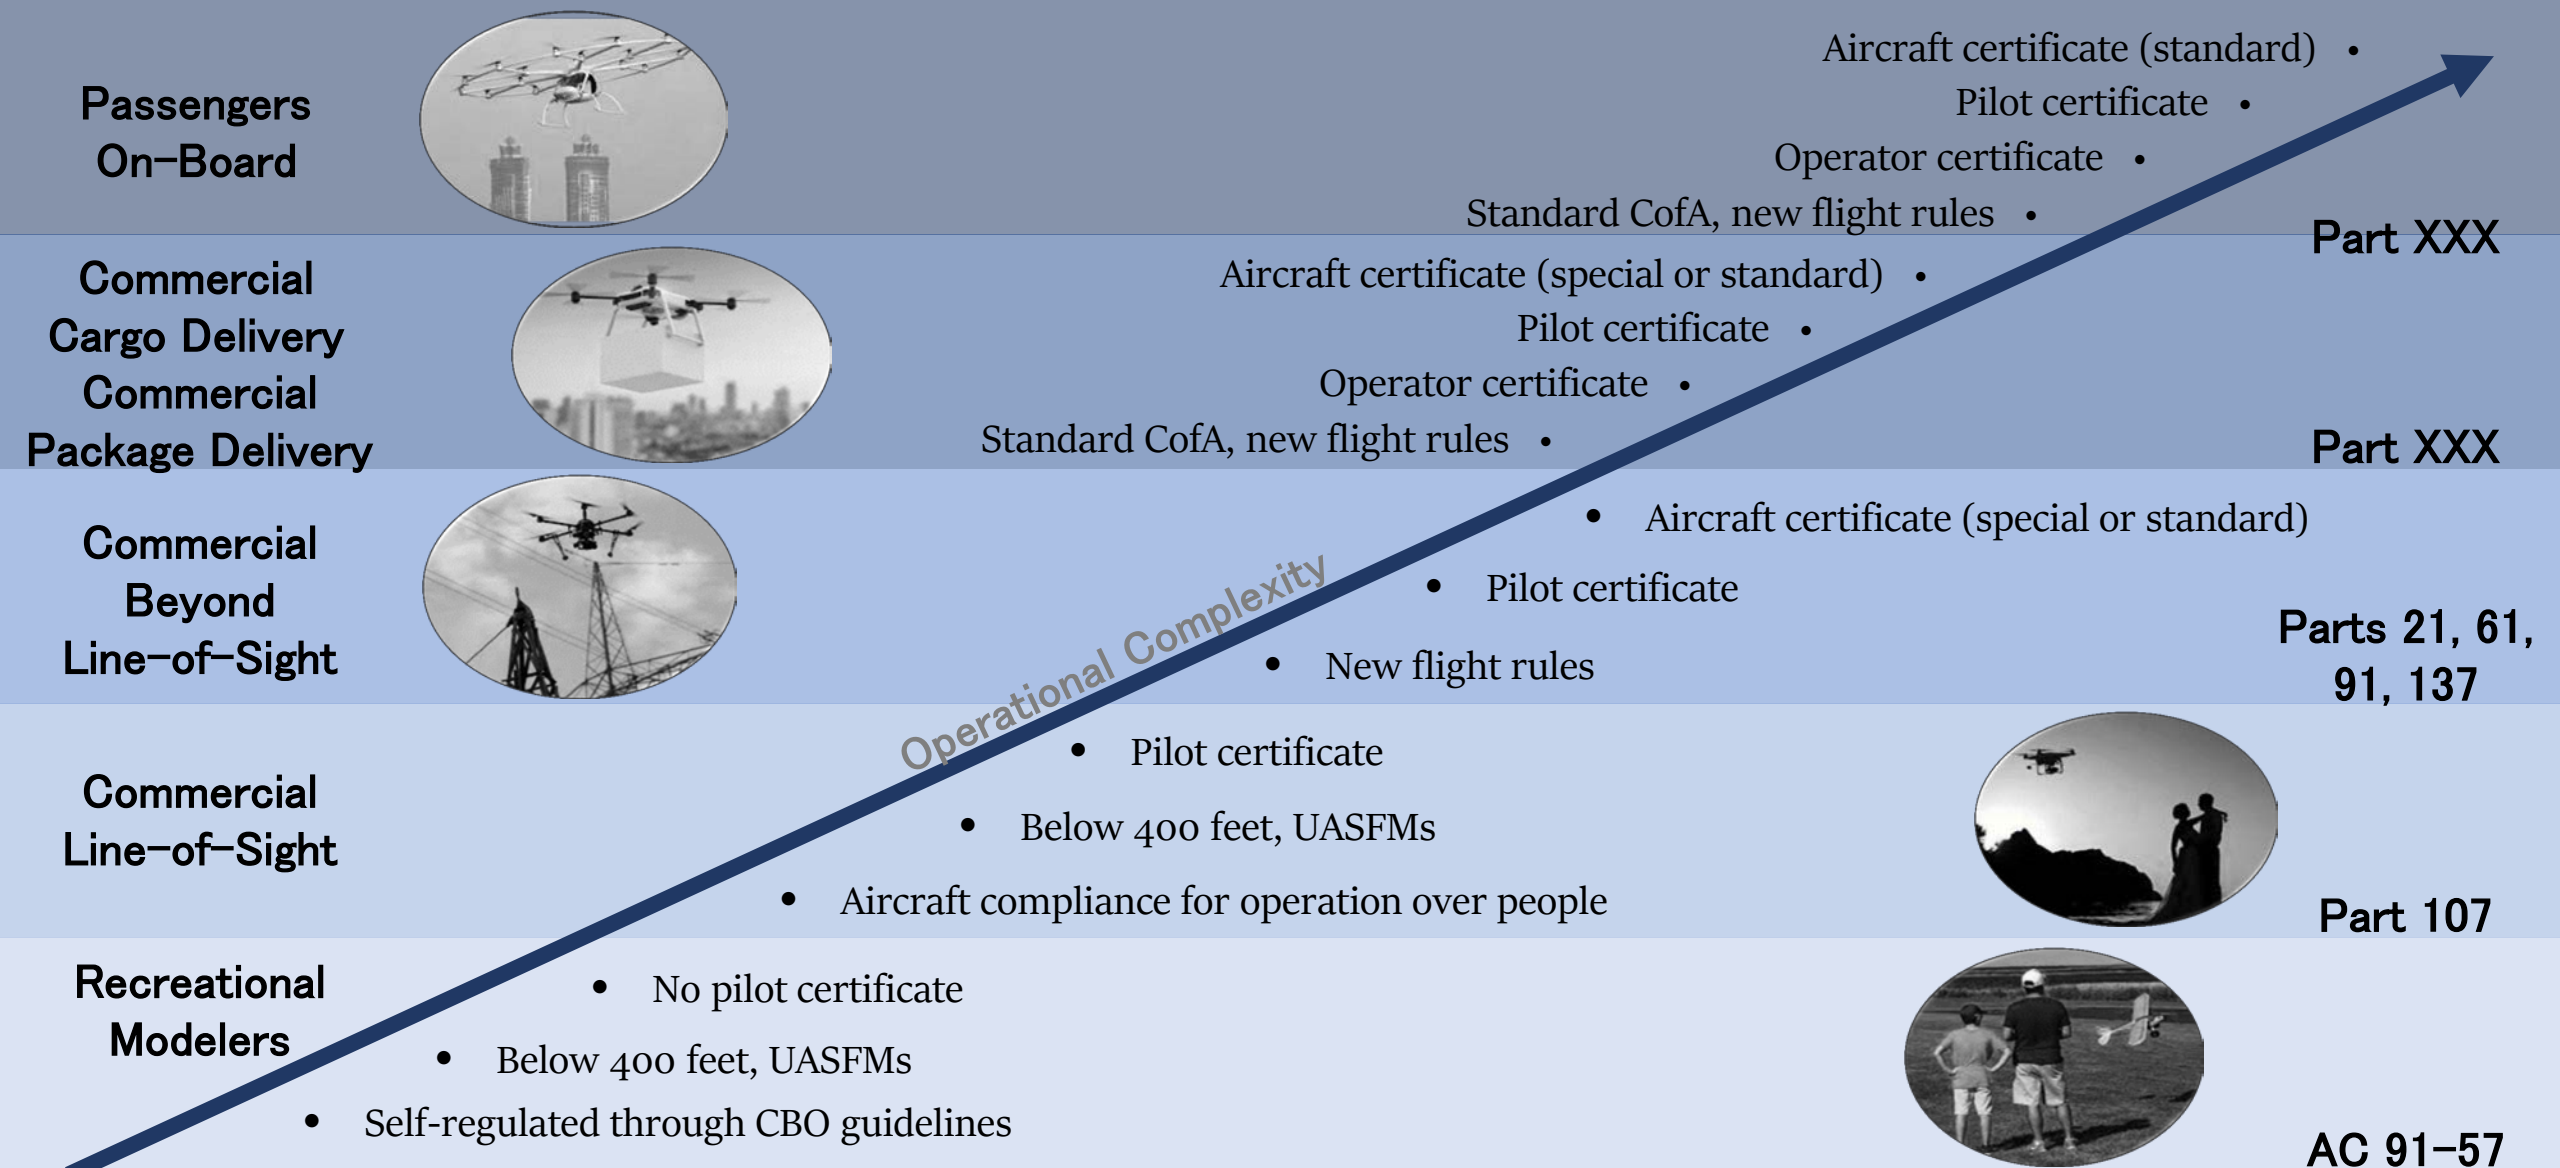 Passengers
On-Board
Aircraft certificate (standard) •
Pilot certificate •
Operator certificate •
Standard CofA, new flight rules •
Part XXX
Commercial
Cargo Delivery
Commercial
Package Delivery
Aircraft certificate (special or standard) •
Pilot certificate •
Operator certificate •
Standard CofA, new flight rules •
Part XXX
Commercial
Beyond
Line-of-Sight
• Aircraft certificate (special or standard)
• Pilot certificate
• New flight rules
Parts 21, 61,
91, 137
Operational Complexity
Commercial
Line-of-Sight
• Pilot certificate
• Below 400 feet, UASFMs
• Aircraft compliance for operation over people
Part 107
Recreational
Modelers
• No pilot certificate
• Below 400 feet, UASFMs
• Self-regulated through CBO guidelines
AC 91-57